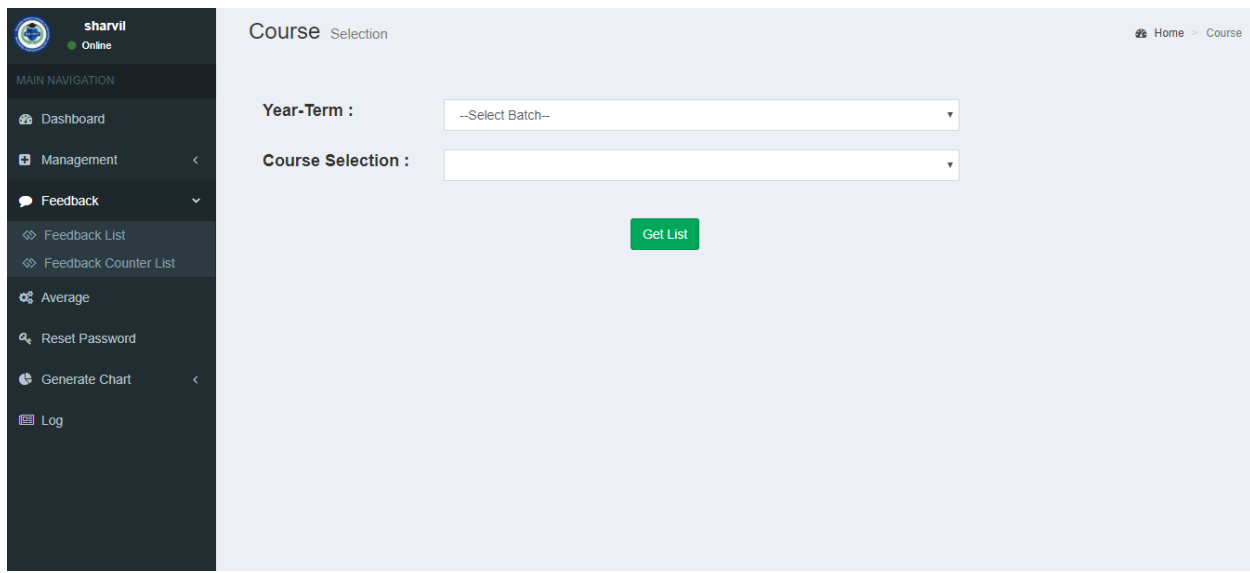 sharvil
Online
MAIN NAVIGATION
Dashboard
Management
Feedback
Feedback List
Feedback Counter List
Average
Reset Password
Generate Chart
Log
Course Selection
Home > Course
Year-Term :
--Select Batch--
Course Selection :
Get List